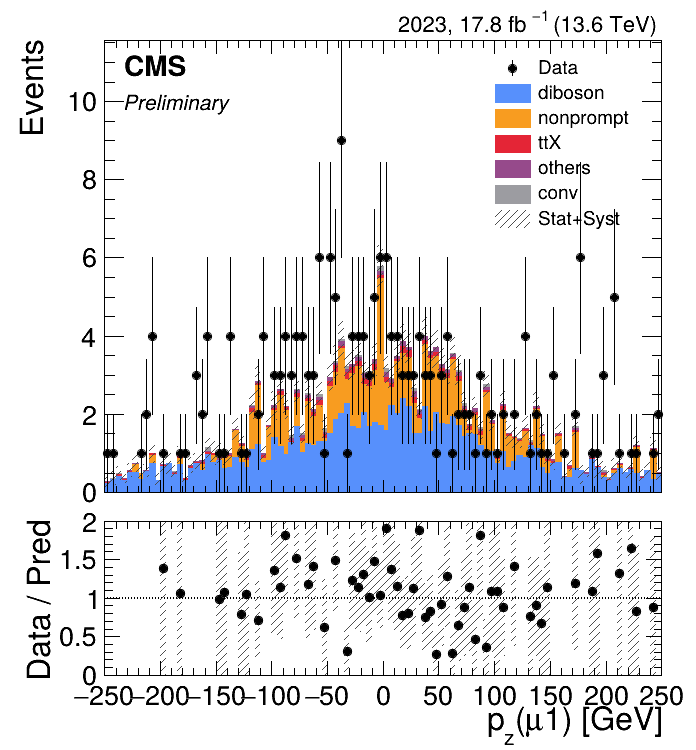 2023, 17.8 fb⁻¹ (13.6 TeV)
CMS
Preliminary
Events
Data
diboson
nonprompt
ttX
others
conv
Stat+Syst
10
8
6
4
2
0
Data / Pred
2
1.5
1
0.5
0
−250 −200 −150 −100 −50 0 50 100 150 200 250
p_z(μ1) [GeV]